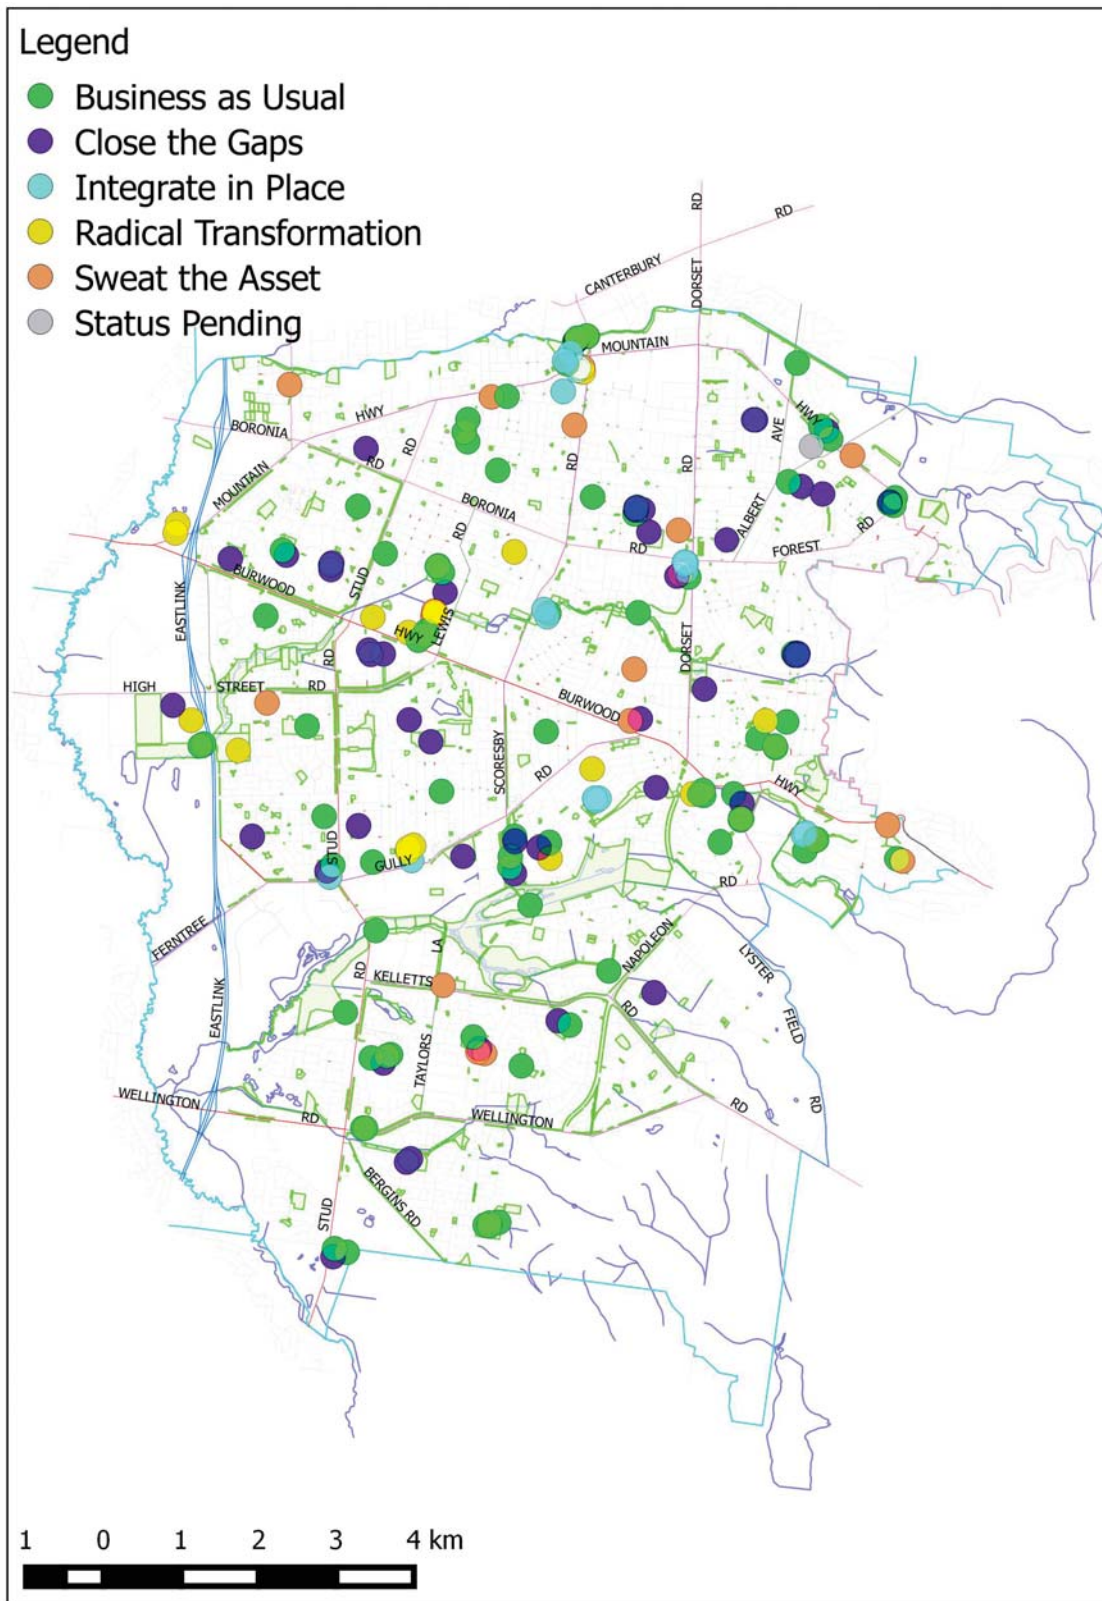 Legend
Business as Usual
Close the Gaps
Integrate in Place
Radical Transformation
Sweat the Asset
Status Pending
RD
RD
CANTERBURY
DORSET
MOUNTAIN
HWY
HWY
BORONIA
RD
RD
AVE
RD
RD
MOUNTAIN
BORONIA
ALBERT
RD
RD
RD
FOREST
BURWOOD
STUD
EASTLINK
LEWIS
HWY
DORSET
RD
HIGH
STREET
RD
BURWOOD
SCORESBY
RD
HWY
STUD
GULLY
RD
FERNTREE
LA
NAPOLEON
LYSTER
RD
KELLETTS
EASTLINK
RD
FIELD
TAYLORS
WELLINGTON
RD
WELLINGTON
RD
RD
BERGINS RD
STUD
1 0 1 2 3 4 km